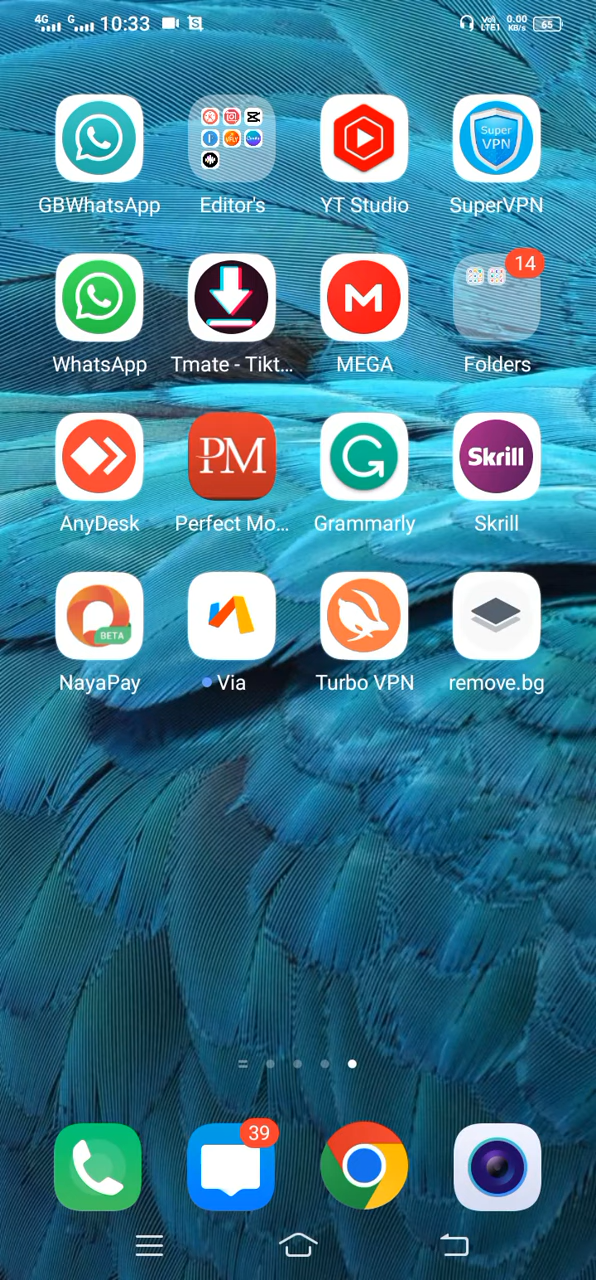 4G G 10:33 VoLTE1 0.00 KB/s 65
GBWhatsApp Editor's YT Studio Super VPN SuperVPN
14
WhatsApp Tmate - Tikt... MEGA Folders
PM Skrill
AnyDesk Perfect Mo... Grammarly Skrill
BETA
NayaPay Via Turbo VPN remove.bg
39